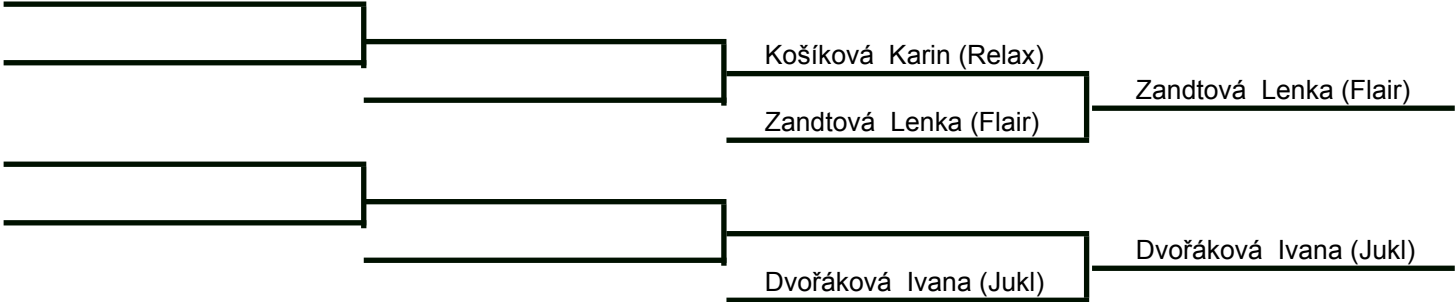 Košíková  Karin (Relax)
Zandtová  Lenka (Flair)
Zandtová  Lenka (Flair)
Dvořáková  Ivana (Jukl)
Dvořáková  Ivana (Jukl)